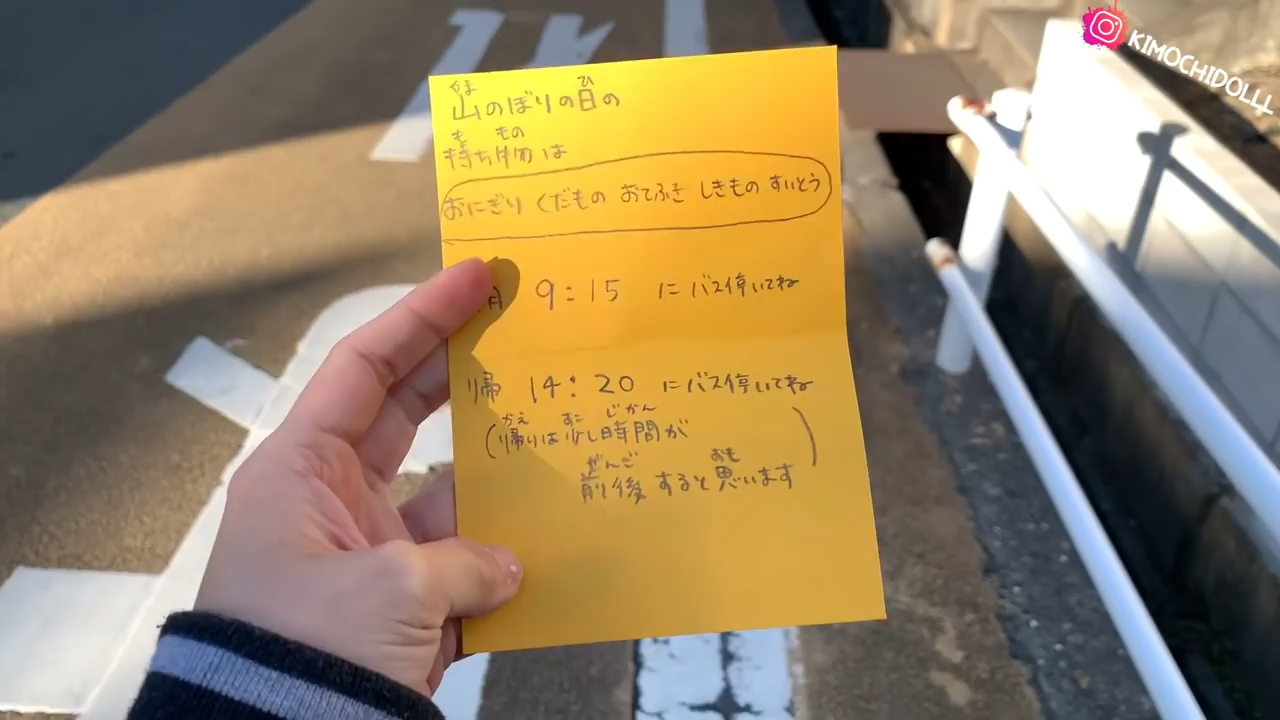 山のぼりの日の
持ち物は
おにぎり くだもの おてふき しきもの すいとう
9:15 にバス停いてね
帰 14:20 にバス停いてね
(帰りは少し時間が
前後すると思います)
KIMOCHIDOLL4